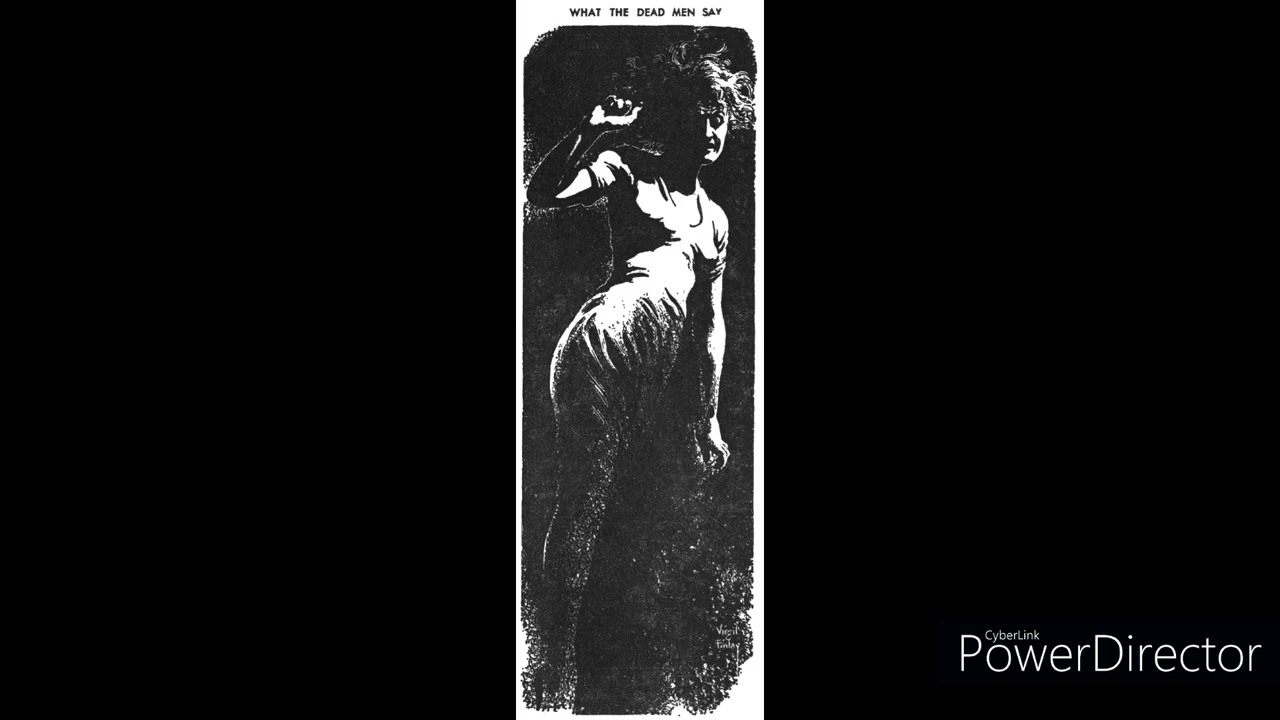 WHAT THE DEAD MEN SAY
Virgil
Finlay
CyberLink
PowerDirector